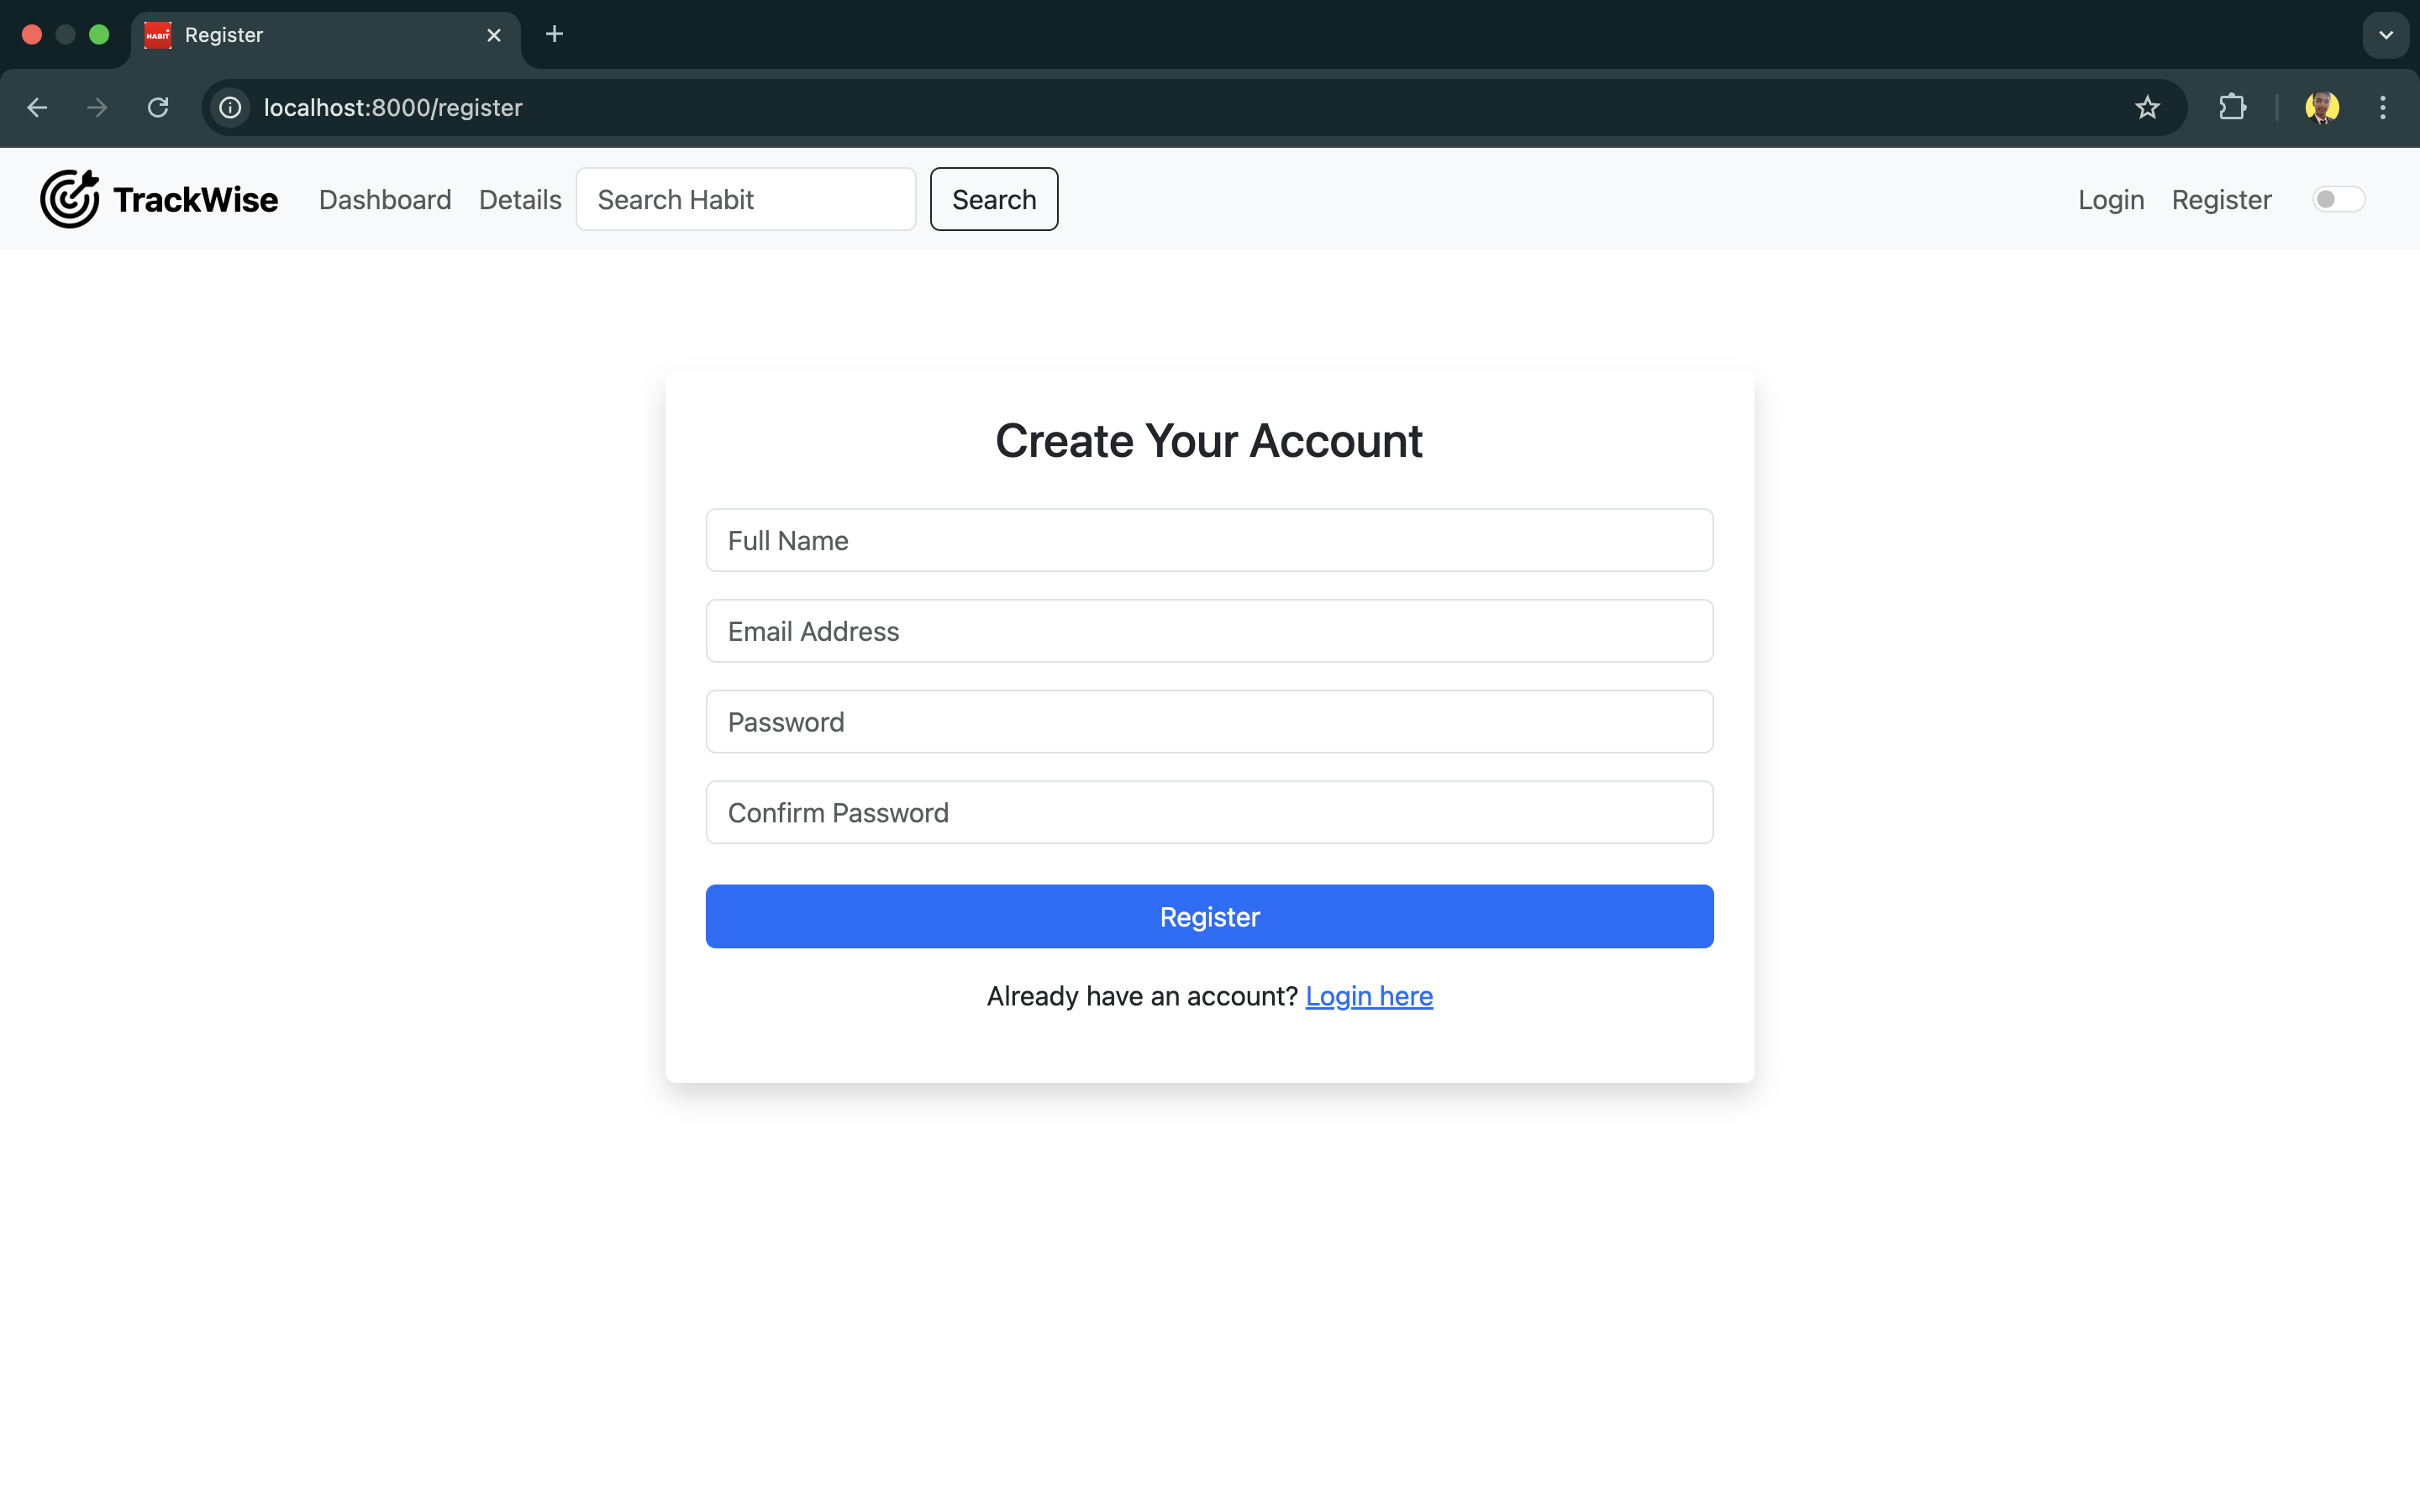 HABIT
Register
localhost:8000/register
TrackWise Dashboard Details Search Habit Search Login Register
Create Your Account
Full Name
Email Address
Password
Confirm Password
Register
Already have an account? Login here